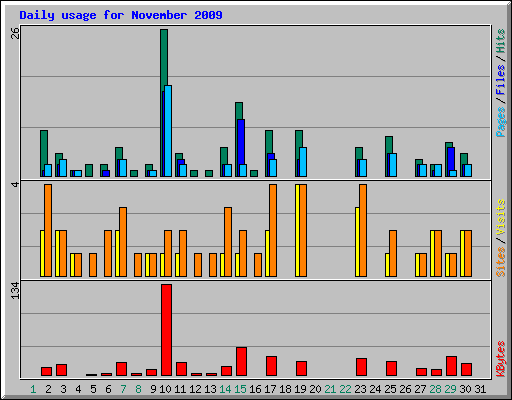 Daily usage for November 2009
26
Pages / Files / Hits
4
Sites / Visits
134
KBytes
1 2 3 4 5 6 7 8 9 10 11 12 13 14 15 16 17 18 19 20 21 22 23 24 25 26 27 28 29 30 31